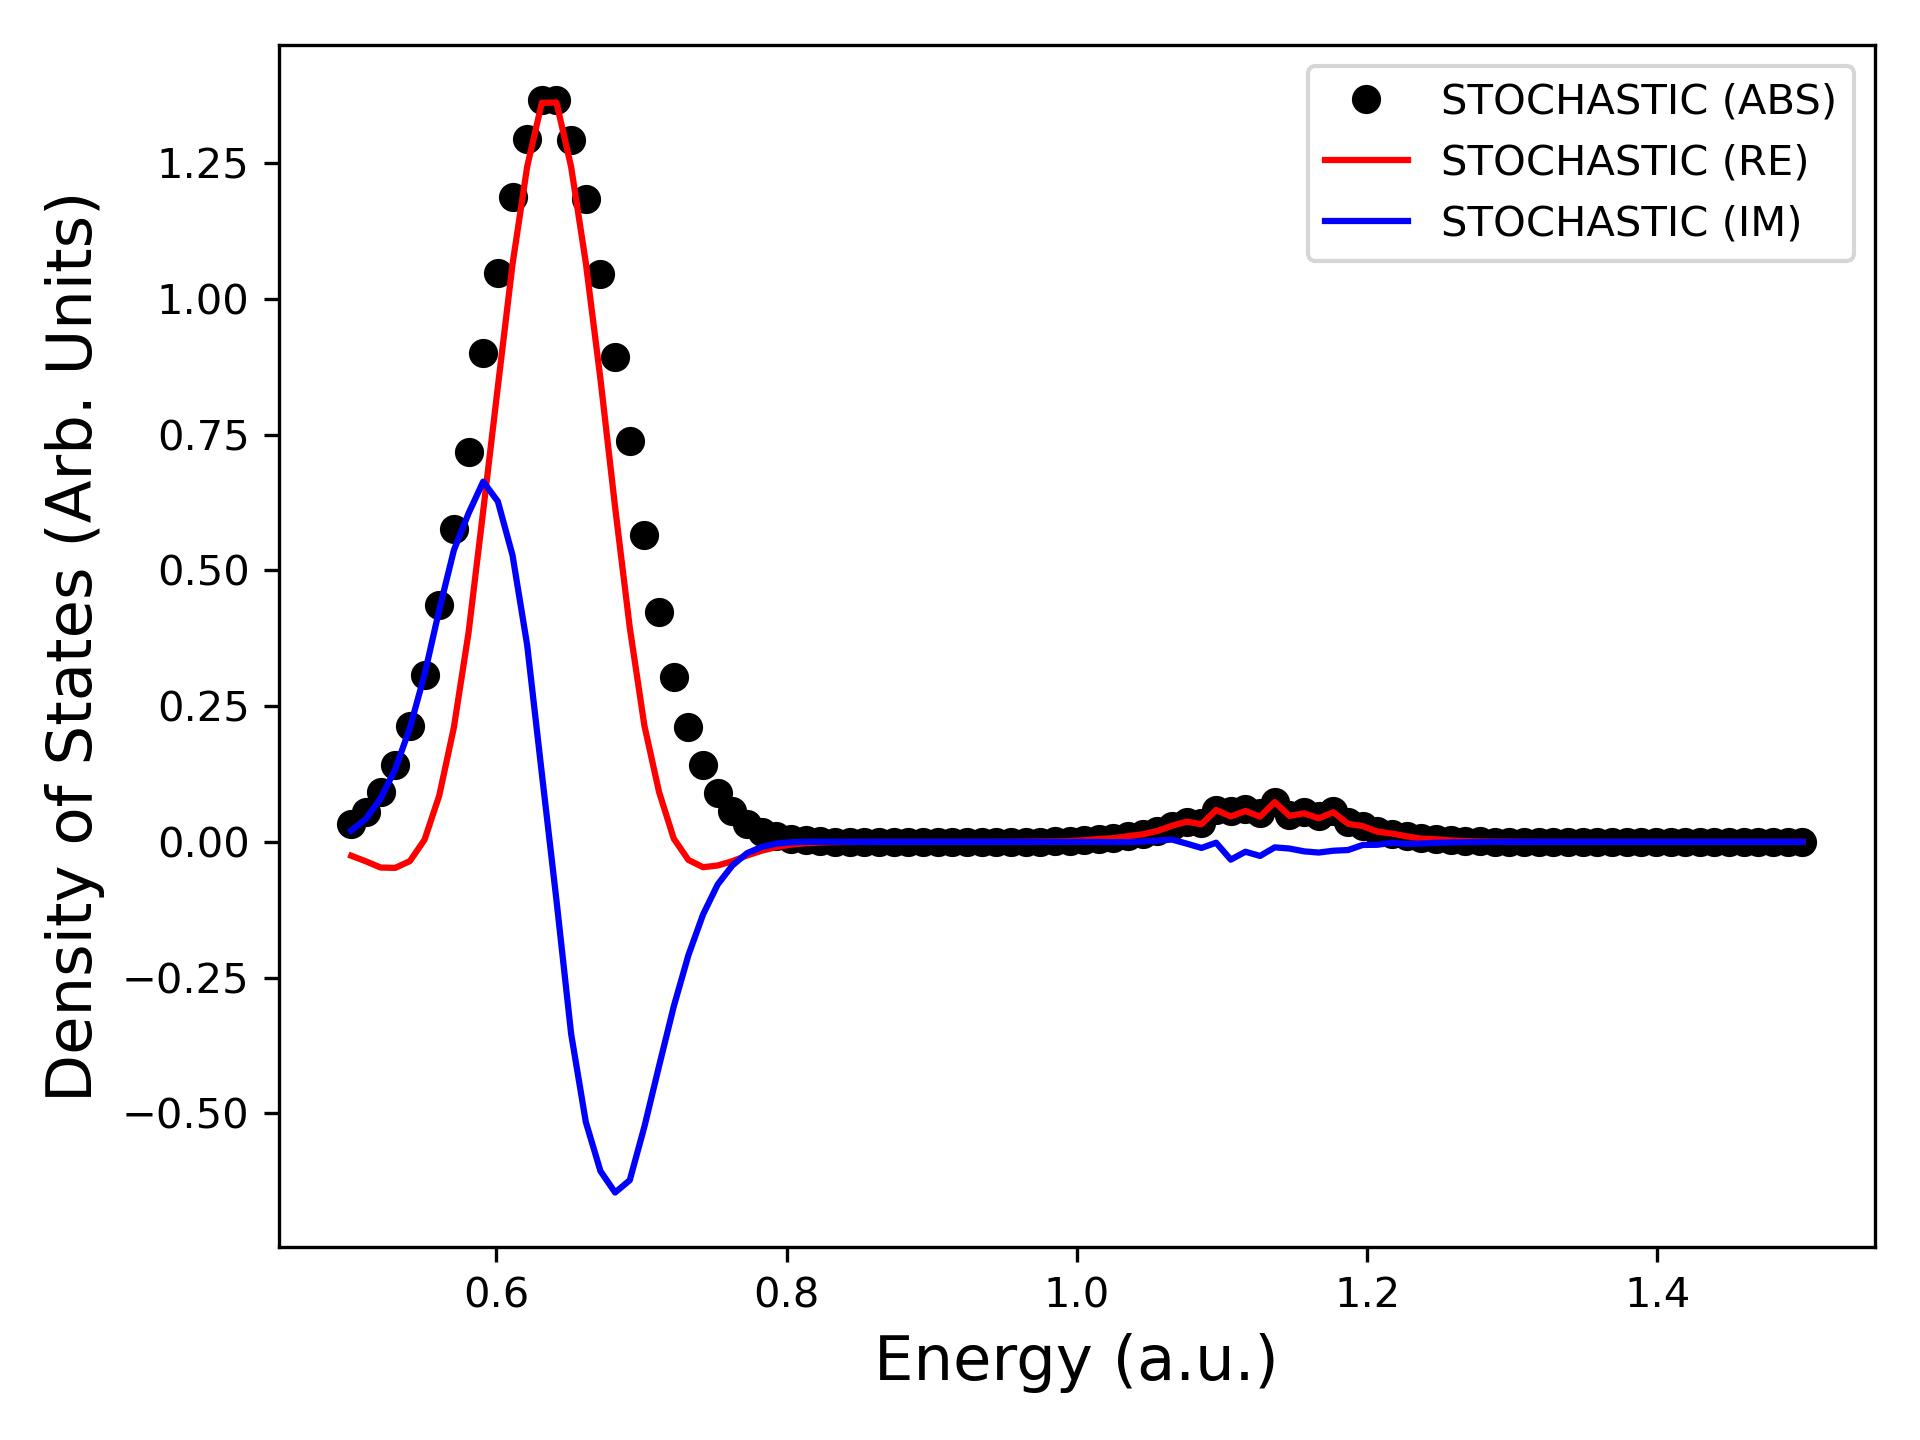 STOCHASTIC (ABS)
STOCHASTIC (RE)
STOCHASTIC (IM)
Density of States (Arb. Units)
1.25
1.00
0.75
0.50
0.25
0.00
−0.25
−0.50
0.6 0.8 1.0 1.2 1.4
Energy (a.u.)